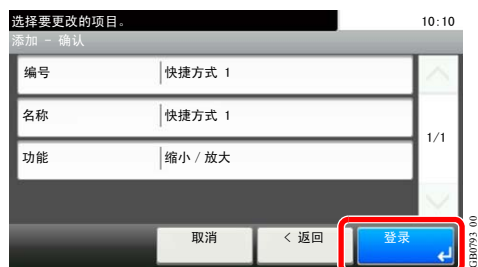 选择要更改的项目。 10:10
添加 - 确认
编号 快捷方式 1
名称 快捷方式 1
1/1
功能 缩小 / 放大
取消 < 返回 登录
GB0793_00